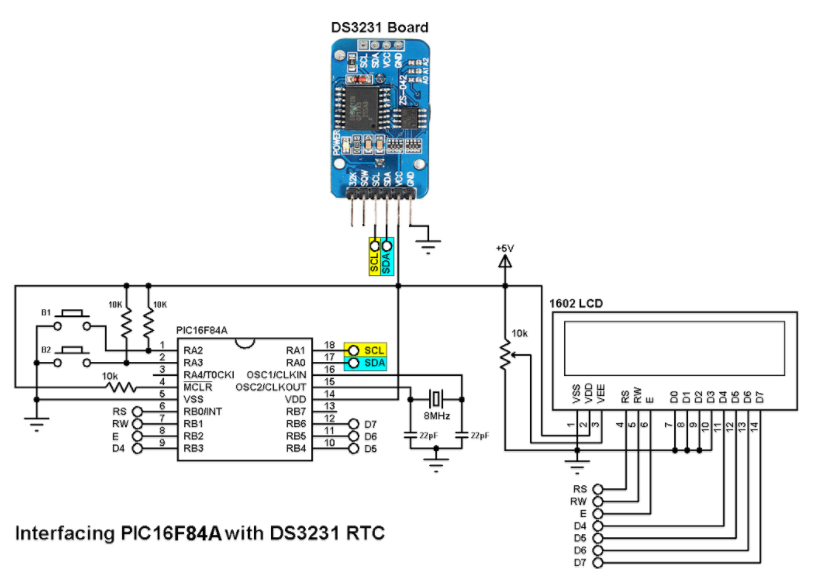 DS3231 Board
SCL SDA VCC GND
A0 A1 A2
ZS-042
POWER
32K SQW SCL SDA VCC GND
SCL SDA
+5V
1602 LCD
10K 10K
B1
B2
10k
10k
PIC16F84A
1 RA2 RA1 18 SCL
2 RA3 RA0 17 SDA
3 RA4/T0CKI OSC1/CLKIN 16
4 MCLR OSC2/CLKOUT 15
5 VSS VDD 14
RS 6 RB0/INT RB7 13
RW 7 RB1 RB6 12 D7
E 8 RB2 RB5 11 D6
D4 9 RB3 RB4 10 D5
8MHz
22pF 22pF
VSS VDD VEE RS RW E D0 D1 D2 D3 D4 D5 D6 D7
1 2 3 4 5 6 7 8 9 10 11 12 13 14
RS
RW
E
D4
D5
D6
D7
Interfacing PIC16F84A with DS3231 RTC